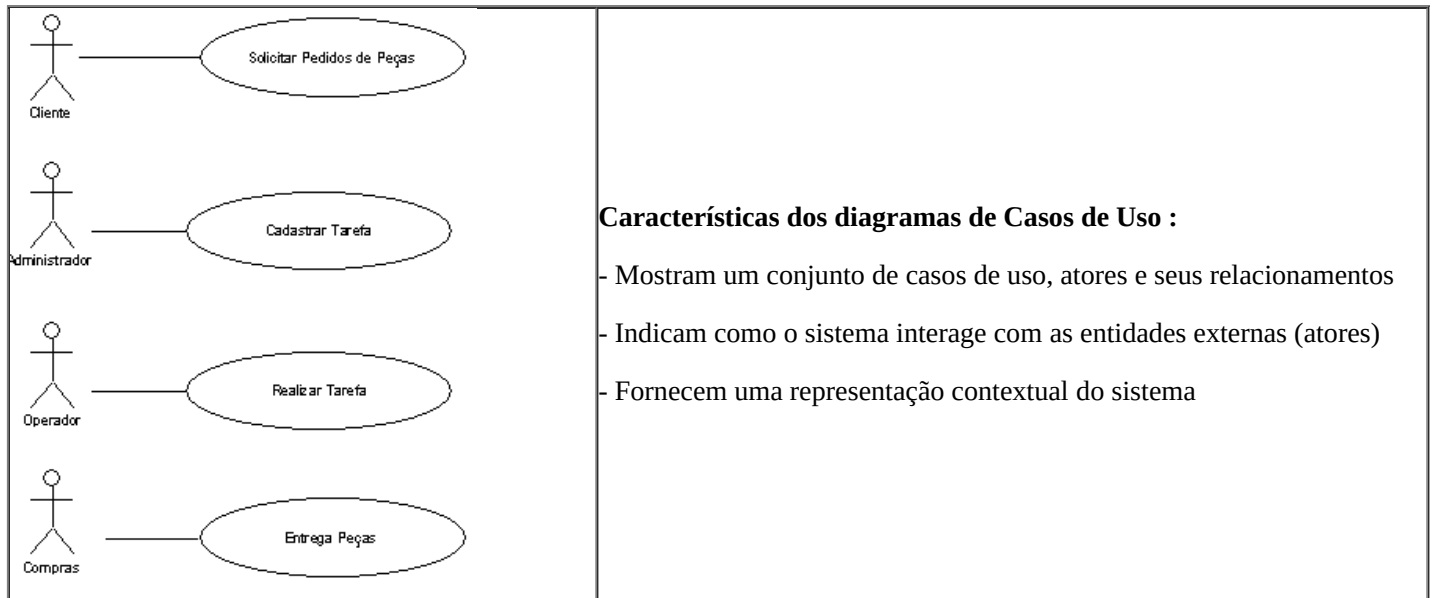 Solicitar Pedidos de Peças
Cliente
Cadastrar Tarefa
Administrador
Realizar Tarefa
Operador
Entrega Peças
Compras
Características dos diagramas de Casos de Uso :
- Mostram um conjunto de casos de uso, atores e seus relacionamentos
- Indicam como o sistema interage com as entidades externas (atores)
- Fornecem uma representação contextual do sistema